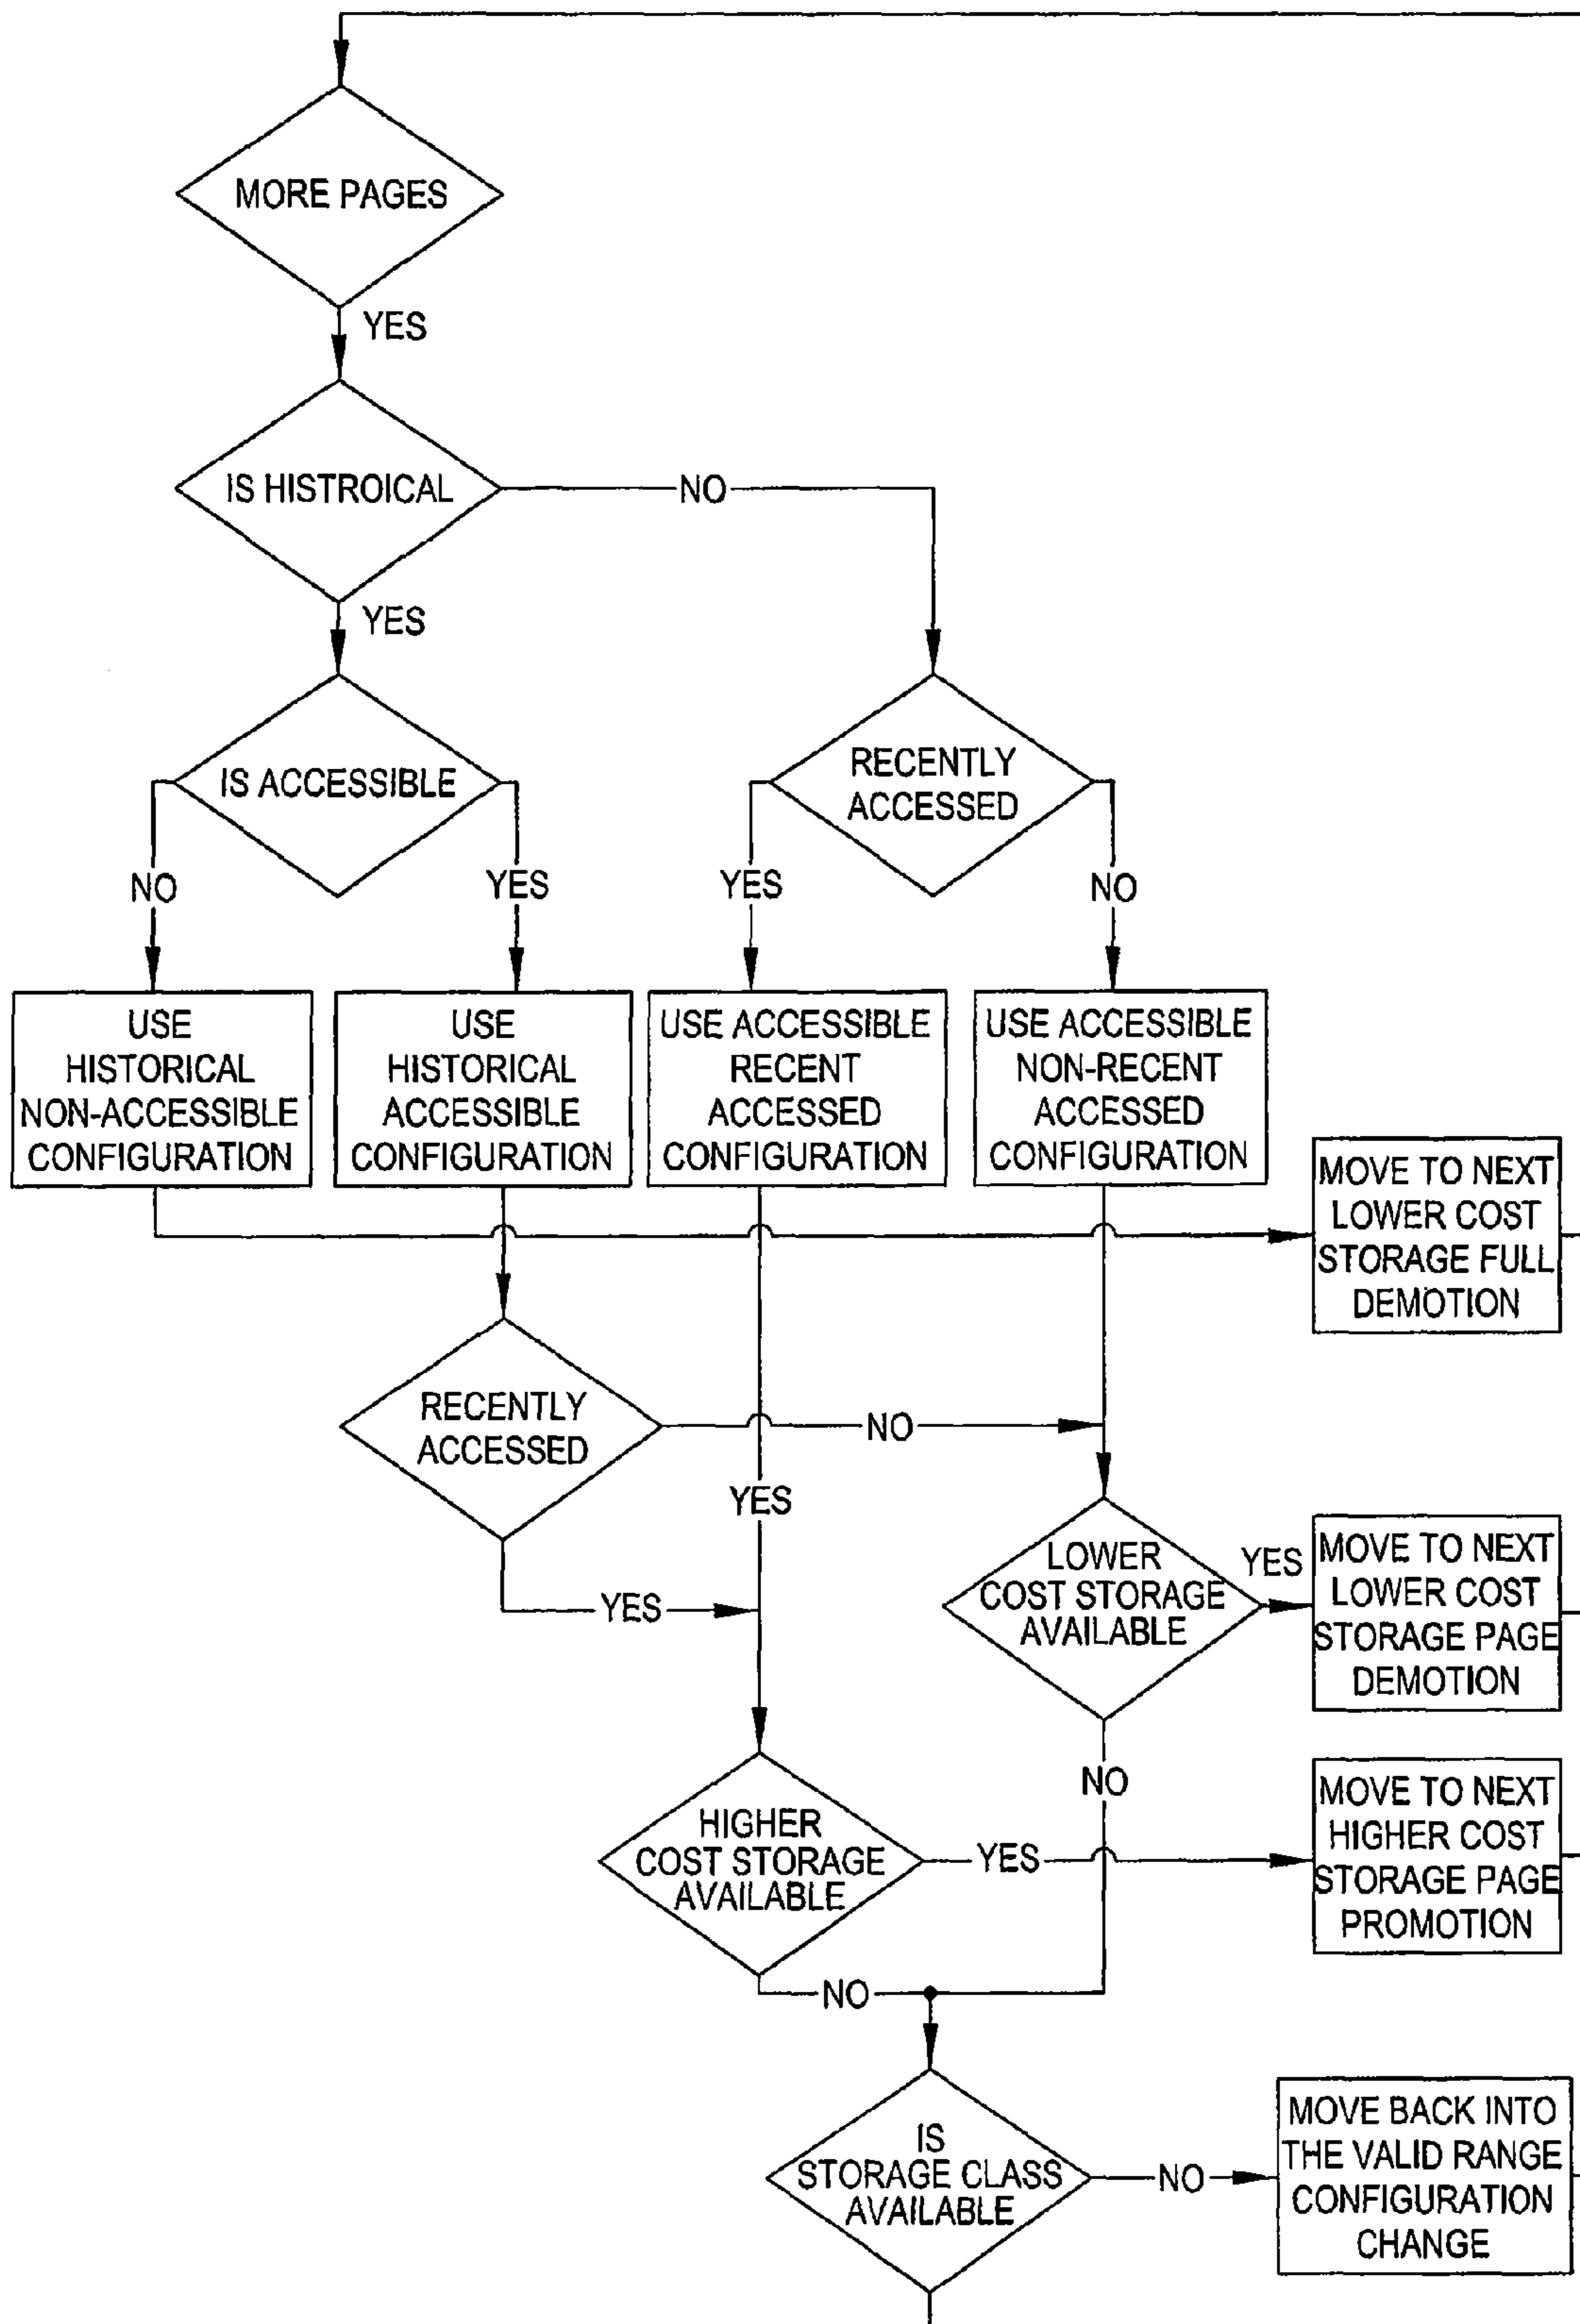 MORE PAGES
YES
IS HISTROICAL
NO
YES
IS ACCESSIBLE
RECENTLY
ACCESSED
NO
YES
YES
NO
USE
HISTORICAL
NON-ACCESSIBLE
CONFIGURATION
USE
HISTORICAL
ACCESSIBLE
CONFIGURATION
USE ACCESSIBLE
RECENT
ACCESSED
CONFIGURATION
USE ACCESSIBLE
NON-RECENT
ACCESSED
CONFIGURATION
MOVE TO NEXT
LOWER COST
STORAGE FULL
DEMOTION
RECENTLY
ACCESSED
NO
YES
YES
LOWER
COST STORAGE
AVAILABLE
YES
MOVE TO NEXT
LOWER COST
STORAGE PAGE
DEMOTION
NO
HIGHER
COST STORAGE
AVAILABLE
YES
MOVE TO NEXT
HIGHER COST
STORAGE PAGE
PROMOTION
NO
IS
STORAGE CLASS
AVAILABLE
NO
MOVE BACK INTO
THE VALID RANGE
CONFIGURATION
CHANGE